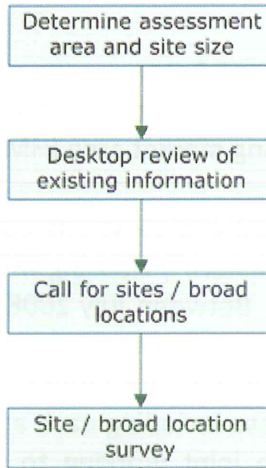 Determine assessment
area and site size
Desktop review of
existing information
Call for sites / broad
locations
Site / broad location
survey